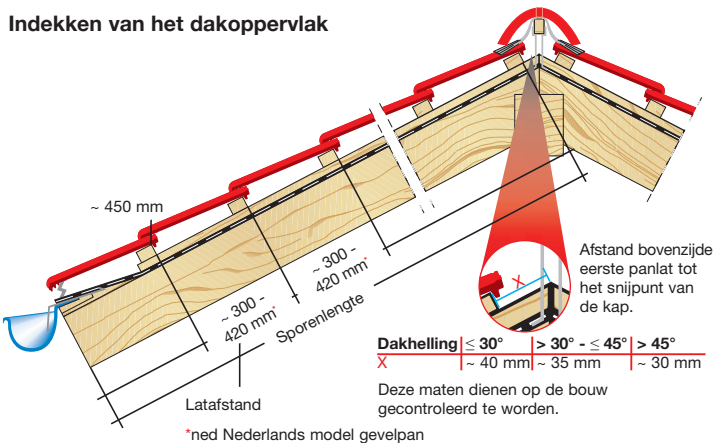 Indekken van het dakoppervlak
~ 450 mm
~ 300 -
420 mm*
~ 300 -
420 mm*
Sporenlengte
Latafstand
*ned Nederlands model gevelpan
X
Afstand bovenzijde
eerste panlat tot
het snijpunt van
de kap.
Dakhelling ≤ 30° > 30° - ≤ 45° > 45°
X ~ 40 mm ~ 35 mm ~ 30 mm
Deze maten dienen op de bouw
gecontroleerd te worden.